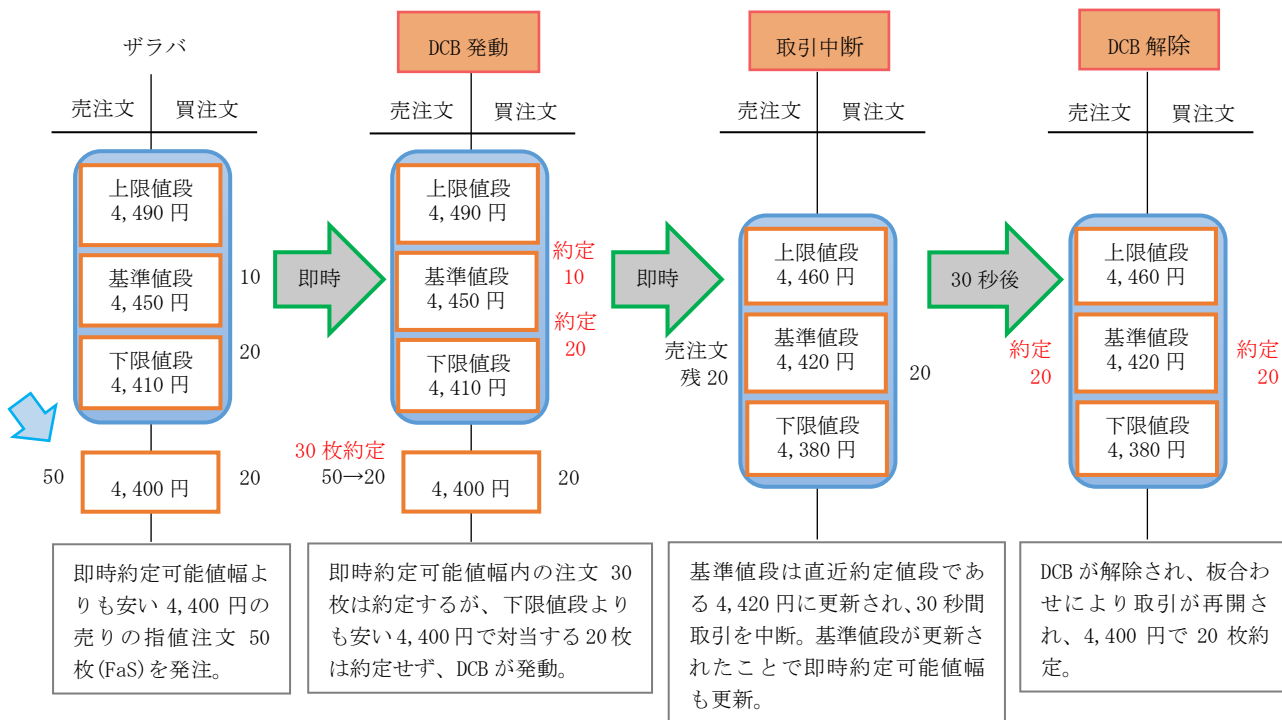 ザラバ
売注文 買注文
上限値段
4,490 円
基準値段
4,450 円
10
下限値段
4,410 円
20
50
4,400 円
20
即時約定可能値幅よ
りも安い 4,400 円の
売りの指値注文 50
枚(FaS)を発注。
即時
DCB 発動
売注文 買注文
上限値段
4,490 円
基準値段
4,450 円
約定
10
下限値段
4,410 円
約定
20
30 枚約定
50→20
4,400 円
20
即時約定可能値幅内の注文 30
枚は約定するが、下限値段より
も安い 4,400 円で対当する 20 枚
は約定せず、DCB が発動。
即時
取引中断
売注文 買注文
上限値段
4,460 円
基準値段
4,420 円
売注文
残 20
20
下限値段
4,380 円
基準値段は直近約定値段であ
る 4,420 円に更新され、30 秒間
取引を中断。基準値段が更新さ
れたことで即時約定可能値幅
も更新。
30 秒後
DCB 解除
売注文 買注文
上限値段
4,460 円
基準値段
4,420 円
約定
20
約定
20
下限値段
4,380 円
DCB が解除され、板合わ
せにより取引が再開さ
れ、4,400 円で 20 枚約
定。